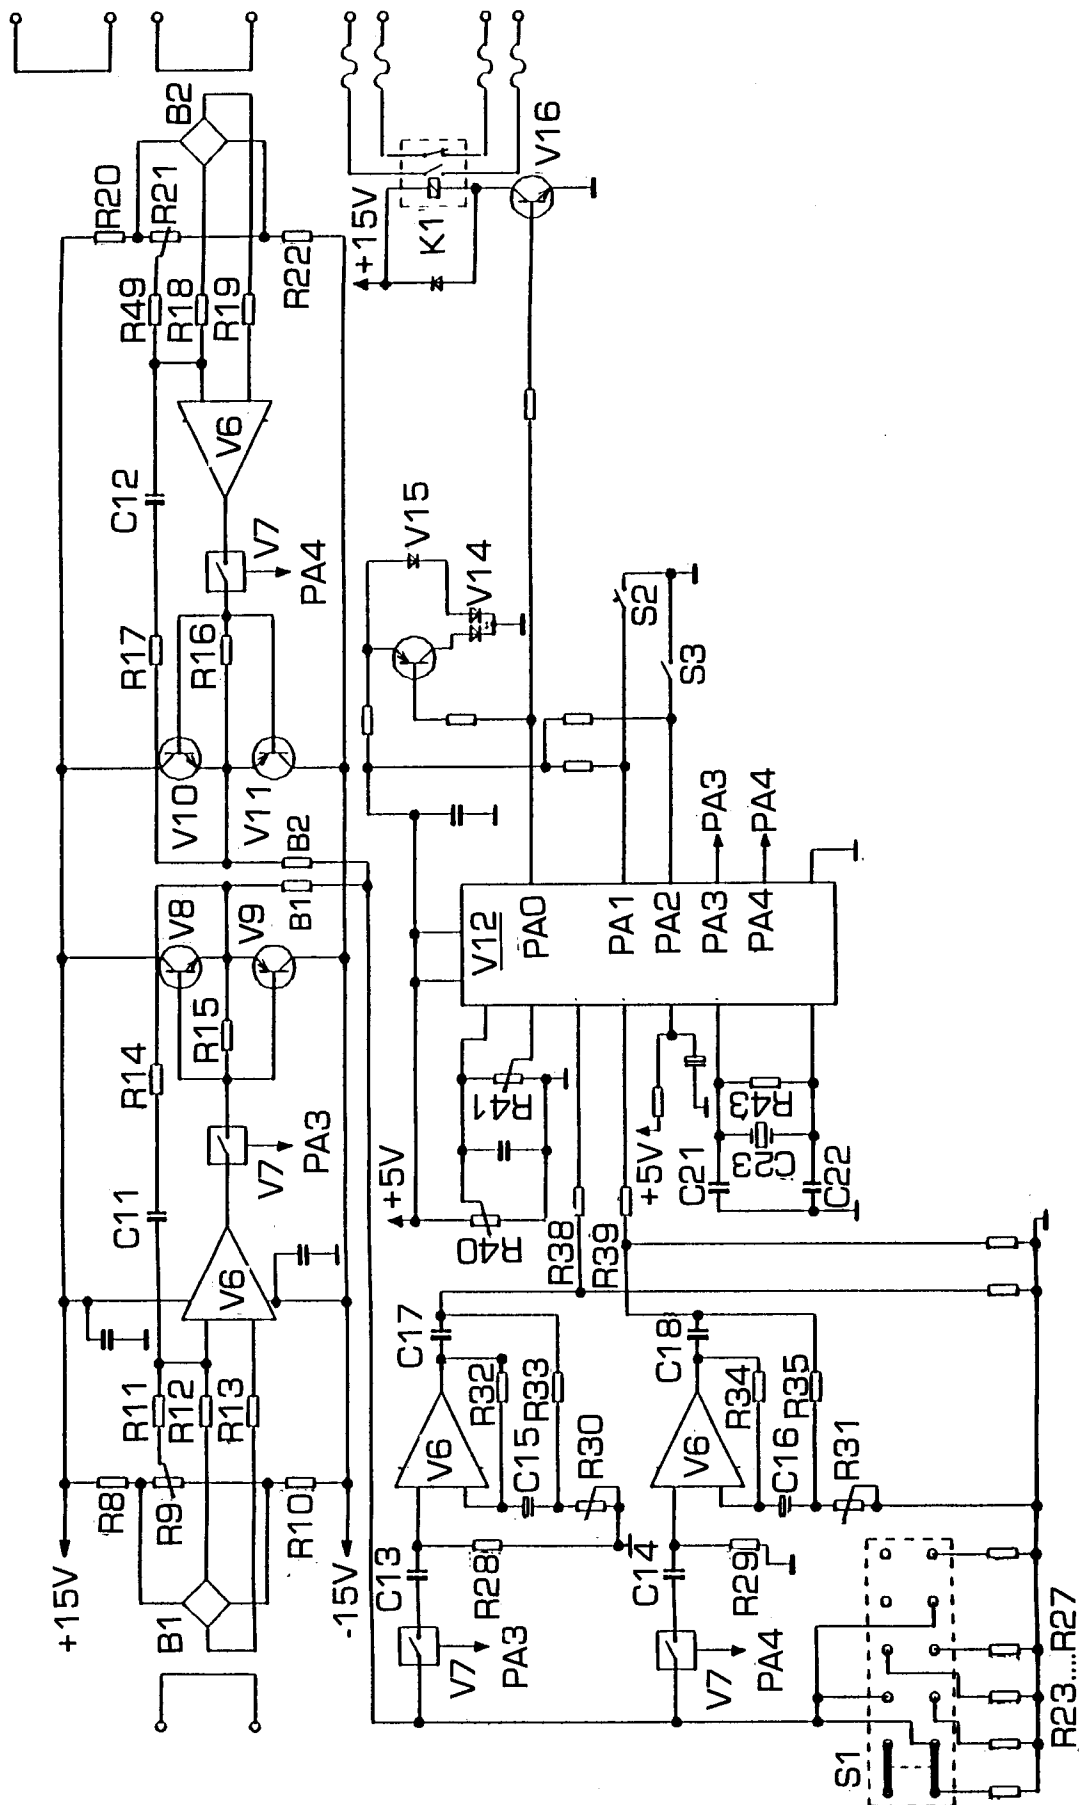 B2
R20
R21
R49
R18
R19
R22
V6
C12
V7
PA4
R17
R16
V10
V11
B2
V8
V9
B1
R15
R14
V7
PA3
C11
V6
R11
R12
R13
R8
R9
R10
+15V
-15V
B1
V16
+15V
K1
V15
V14
S2
S3
PA3
PA4
V12
PA0
PA1
PA2
PA3
PA4
+5V
R41
R40
R38
R39
+5V
R43
C21
C23
C22
C17
R32
R33
V6
C15
R30
C13
R28
V7
PA3
C18
R34
R35
V6
C16
R31
C14
R29
V7
PA4
S1
R23....R27